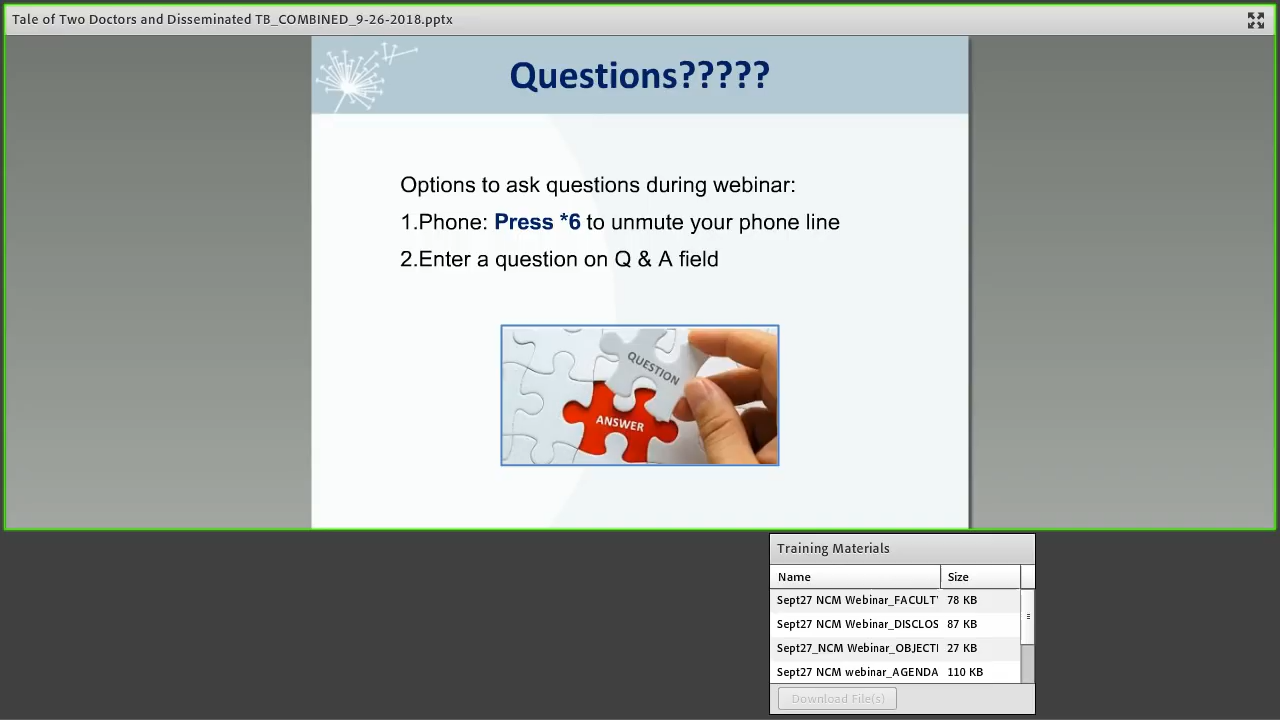 Tale of Two Doctors and Disseminated TB_COMBINED_9-26-2018.pptx
Questions?????
Options to ask questions during webinar:
1.Phone: Press *6 to unmute your phone line
2.Enter a question on Q & A field
QUESTION
ANSWER
Training Materials
Name Size
Sept27 NCM Webinar_FACULT 78 KB
Sept27 NCM Webinar_DISCLOS 87 KB
Sept27_NCM Webinar_OBJECTI 27 KB
Sept27 NCM webinar_AGENDA 110 KB
Download File(s)